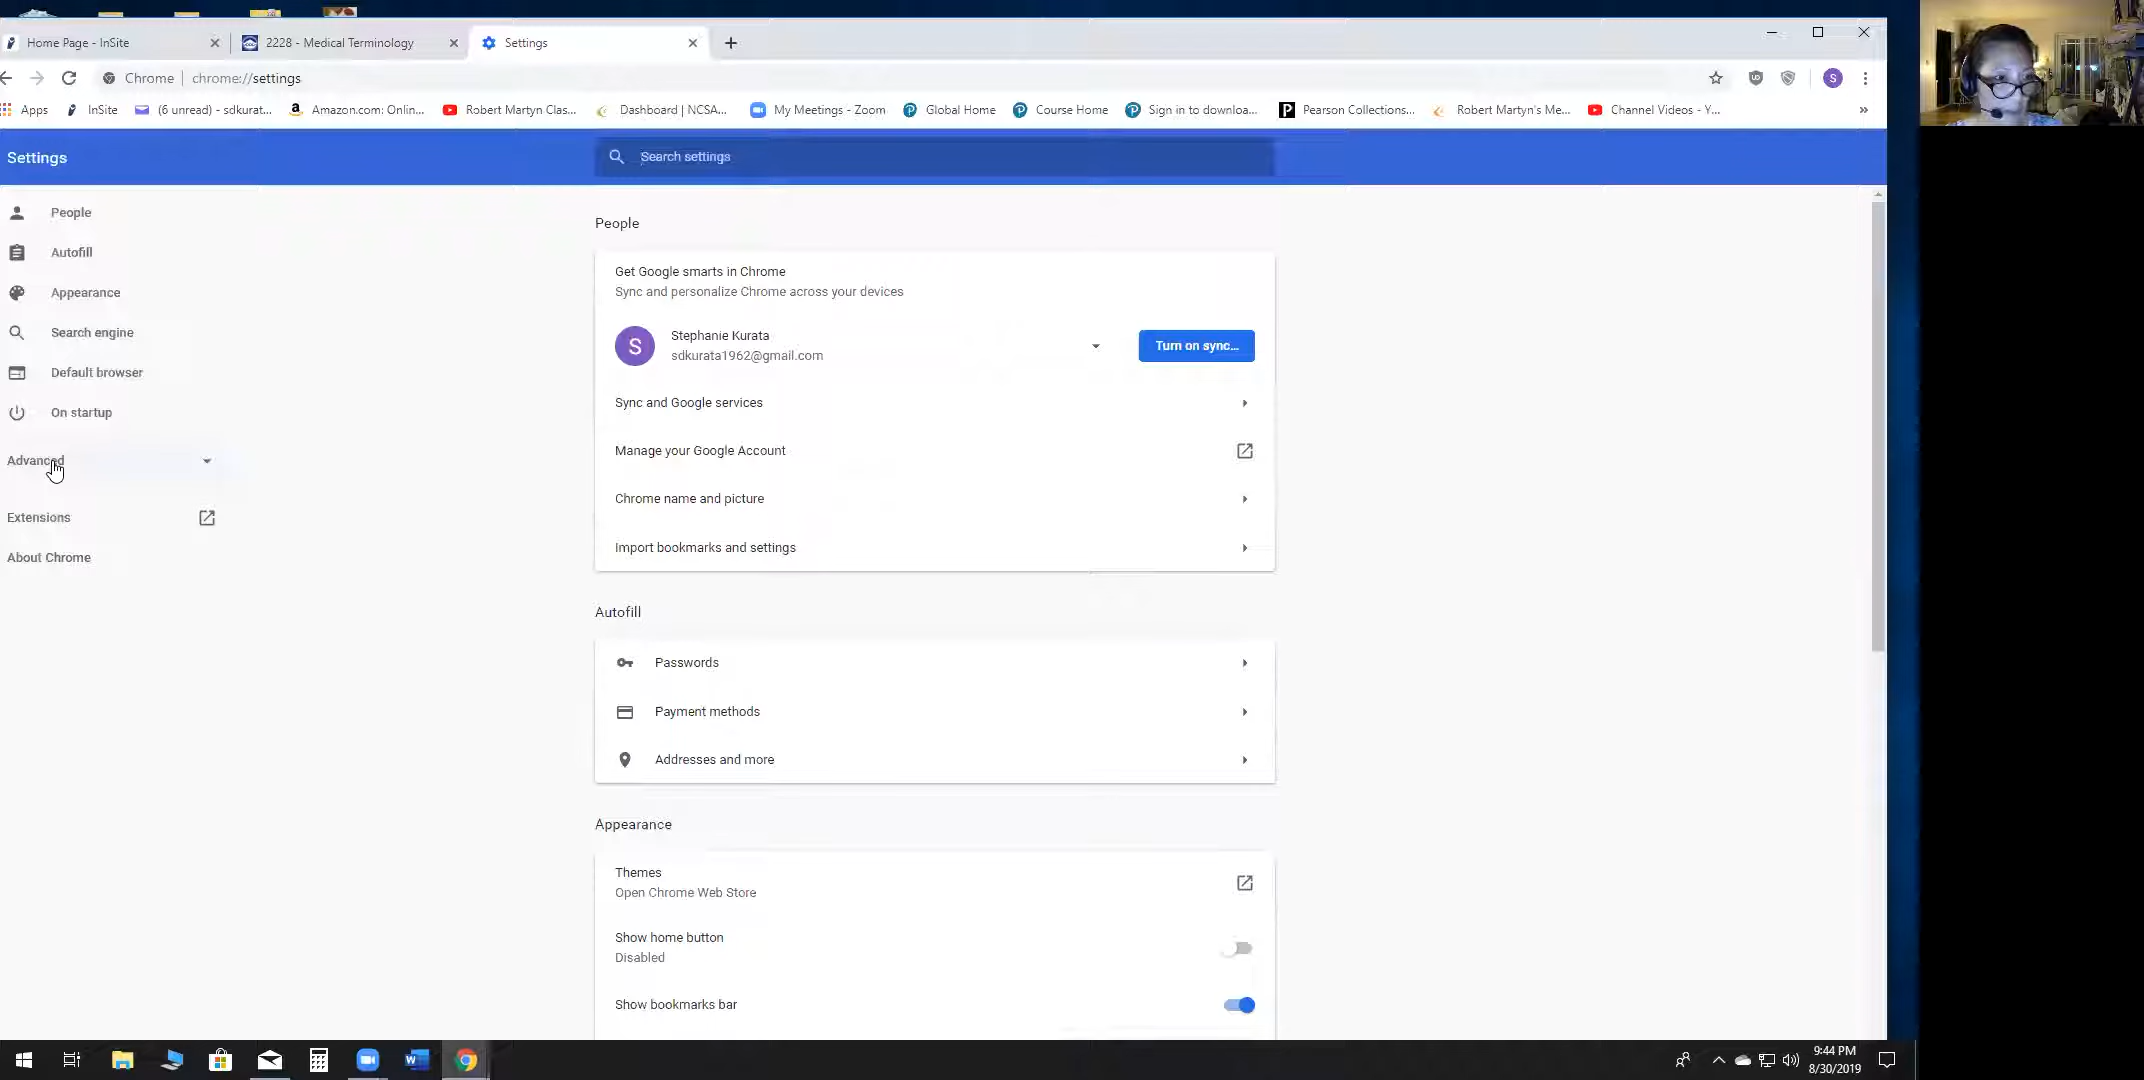 Home Page - InSite
2228 - Medical Terminology
Settings
Chrome | chrome://settings
Apps
InSite
(6 unread) - sdkurat...
Amazon.com: Onlin...
Robert Martyn Clas...
Dashboard | NCSA...
My Meetings - Zoom
Global Home
Course Home
Sign in to downloa...
Pearson Collections...
Robert Martyn's Me...
Channel Videos - Y...
»
Settings
Search settings
People
Autofill
Appearance
Search engine
Default browser
On startup
Advanced
Extensions
About Chrome
People
Get Google smarts in Chrome
Sync and personalize Chrome across your devices
S
Stephanie Kurata
sdkurata1962@gmail.com
Turn on sync...
Sync and Google services
Manage your Google Account
Chrome name and picture
Import bookmarks and settings
Autofill
Passwords
Payment methods
Addresses and more
Appearance
Themes
Open Chrome Web Store
Show home button
Disabled
Show bookmarks bar
9:44 PM
8/30/2019